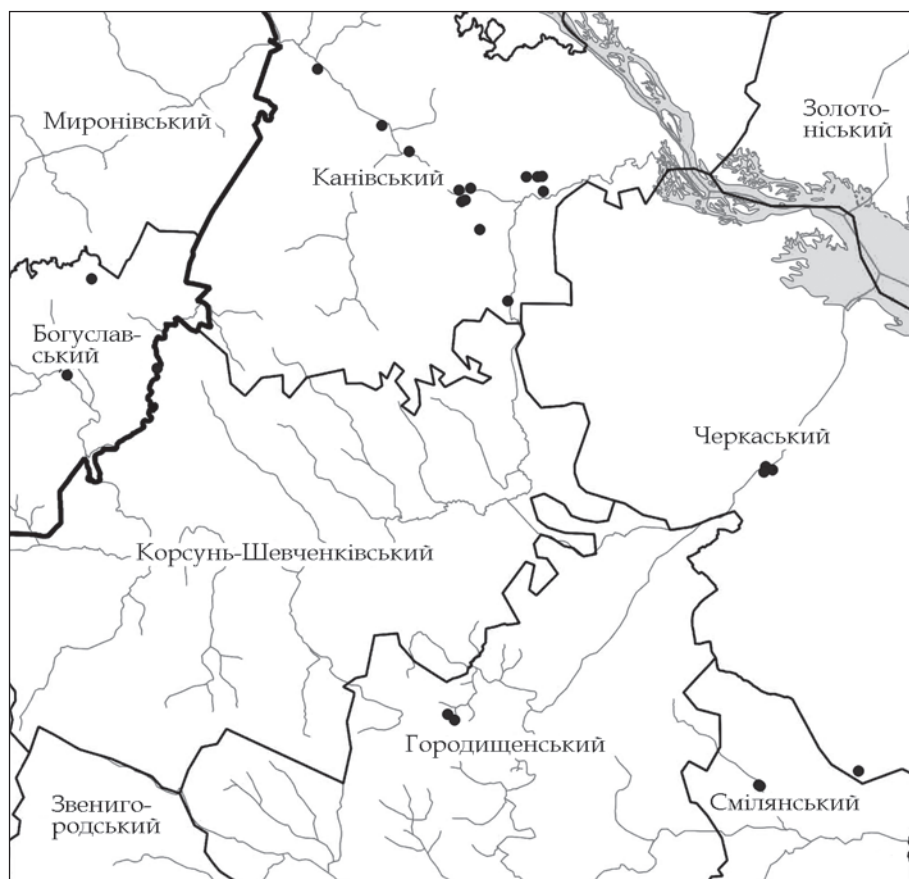 Миронівський
Золото-
ніський
Канівський
Богуслав-
ський
Черкаський
Корсунь-Шевченківський
Городищенський
Звениго-
родський
Смілянський